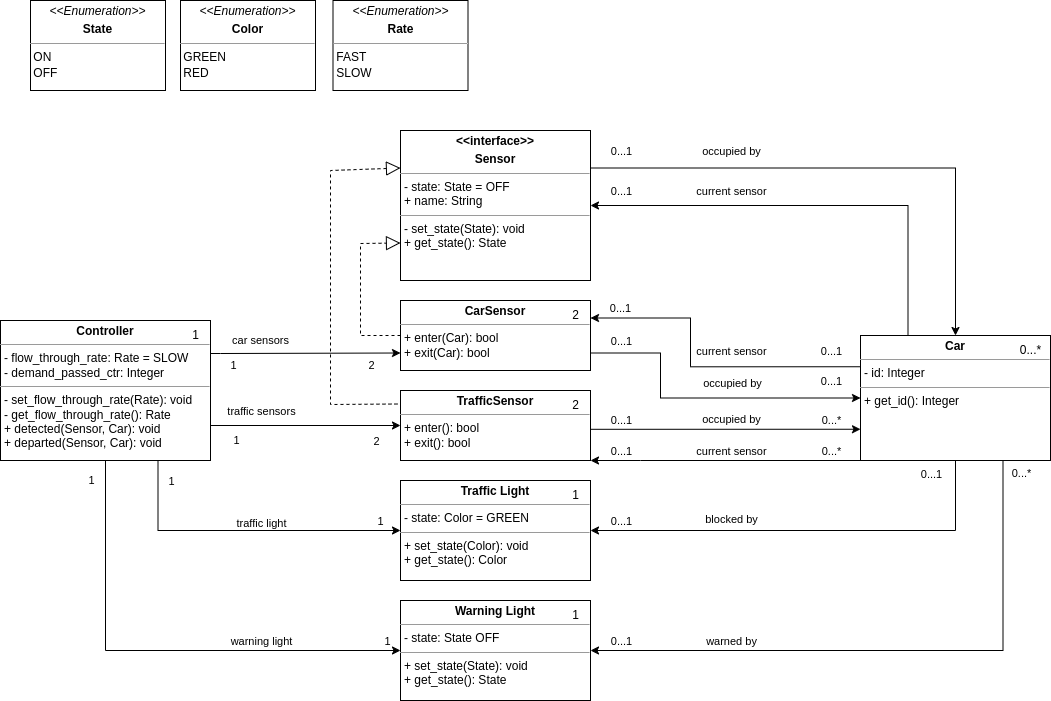 <<Enumeration>>
State
ON
OFF
<<Enumeration>>
Color
GREEN
RED
<<Enumeration>>
Rate
FAST
SLOW
<<interface>>
Sensor
- state: State = OFF
+ name: String
- set_state(State): void
+ get_state(): State
0...1
occupied by
0...1
current sensor
CarSensor
2
+ enter(Car): bool
+ exit(Car): bool
0...1
0...1
current sensor
0...1
occupied by
0...1
Controller
1
- flow_through_rate: Rate = SLOW
- demand_passed_ctr: Integer
- set_flow_through_rate(Rate): void
- get_flow_through_rate(): Rate
+ detected(Sensor, Car): void
+ departed(Sensor, Car): void
car sensors
1
2
traffic sensors
1
2
Car
0...*
- id: Integer
+ get_id(): Integer
TrafficSensor
2
+ enter(): bool
+ exit(): bool
0...1
occupied by
0...*
0...1
current sensor
0...*
1
1
traffic light
1
Traffic Light
1
- state: Color = GREEN
+ set_state(Color): void
+ get_state(): Color
0...1
blocked by
0...1
0...*
warning light
1
Warning Light
1
- state: State OFF
+ set_state(State): void
+ get_state(): State
0...1
warned by